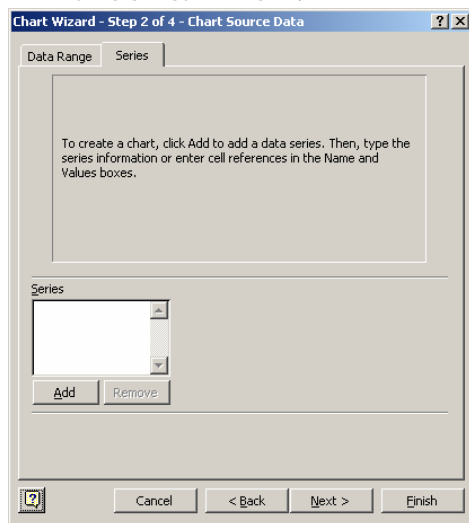 Chart Wizard - Step 2 of 4 - Chart Source Data ? X
Data Range Series
To create a chart, click Add to add a data series. Then, type the
series information or enter cell references in the Name and
Values boxes.
Series
Add Remove
? Cancel < Back Next > Finish